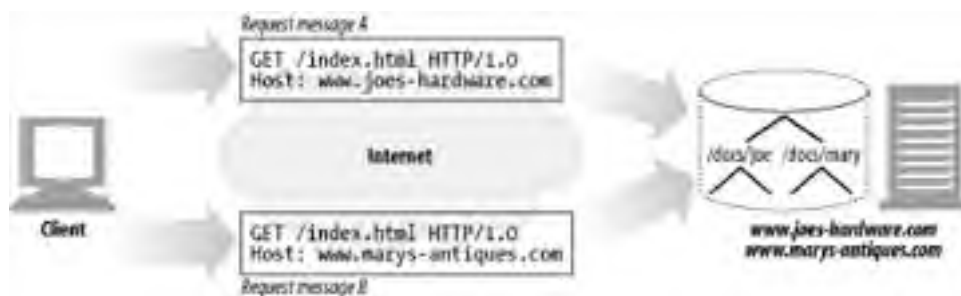 Request message A
GET /index.html HTTP/1.0
Host: www.joes-hardware.com
Internet
/docs/joe /docs/mary
Client
www.joes-hardware.com
www.marys-antiques.com
GET /index.html HTTP/1.0
Host: www.marys-antiques.com
Request message B